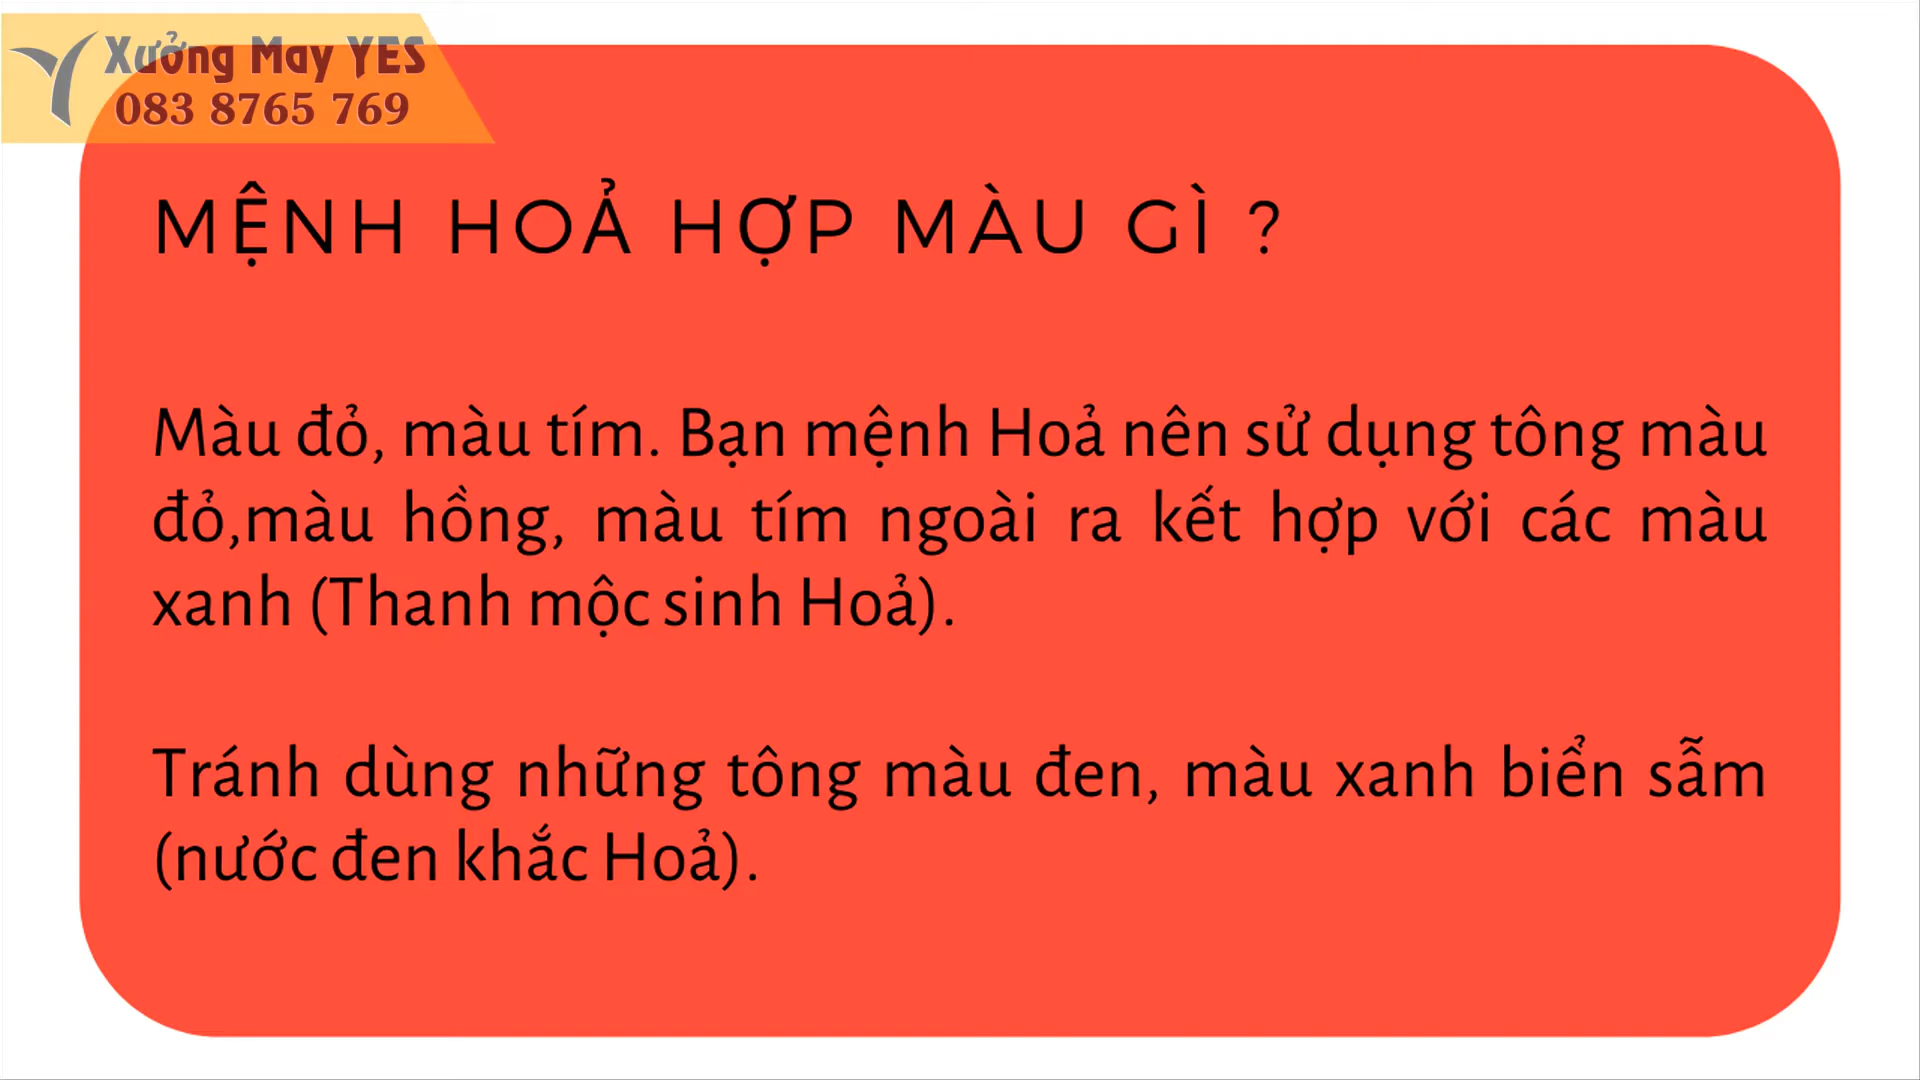 Xưởng May YES
083 8765 769
MỆNH HOẢ HỢP MÀU GÌ ?
Màu đỏ, màu tím. Bạn mệnh Hoả nên sử dụng tông màu
đỏ,màu hồng, màu tím ngoài ra kết hợp với các màu
xanh (Thanh mộc sinh Hoả).
Tránh dùng những tông màu đen, màu xanh biển sẫm
(nước đen khắc Hoả).